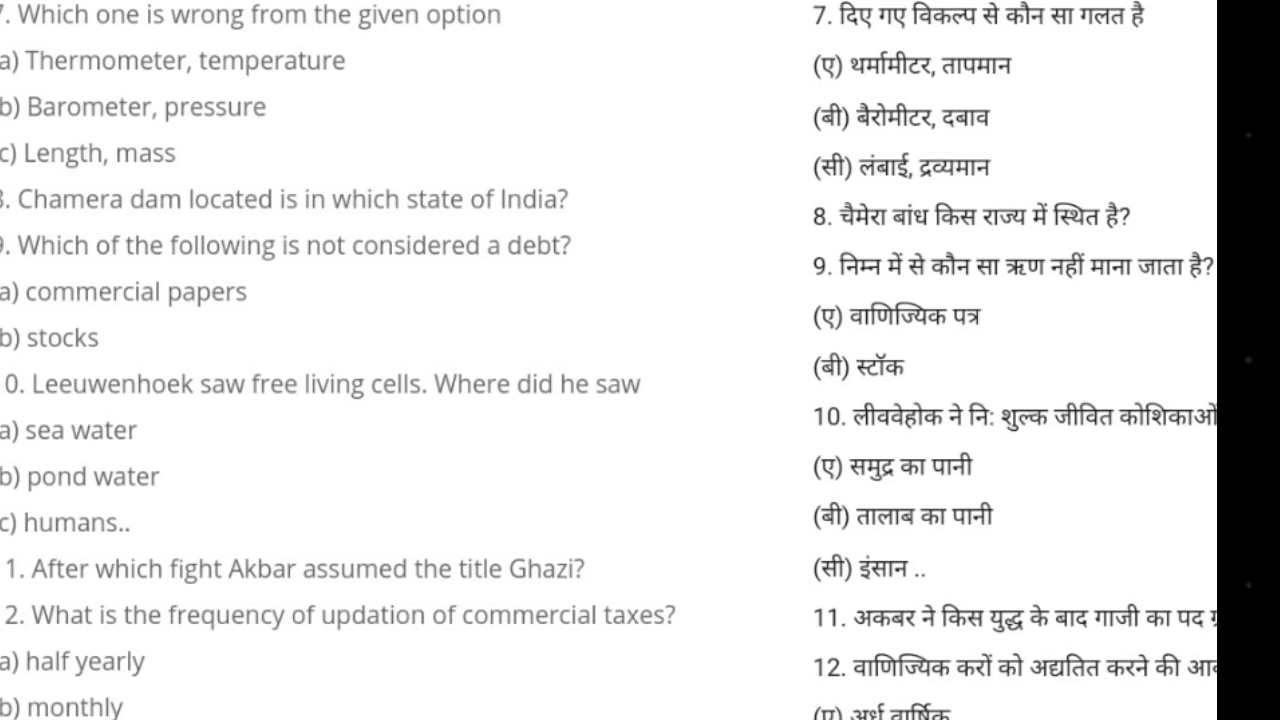 7. Which one is wrong from the given option
a) Thermometer, temperature
b) Barometer, pressure
c) Length, mass
8. Chamera dam located is in which state of India?
9. Which of the following is not considered a debt?
a) commercial papers
b) stocks
0. Leeuwenhoek saw free living cells. Where did he saw
a) sea water
b) pond water
c) humans..
1. After which fight Akbar assumed the title Ghazi?
2. What is the frequency of updation of commercial taxes?
a) half yearly
b) monthly
7. दिए गए विकल्प से कौन सा गलत है
(ए) थर्मामीटर, तापमान
(बी) बैरोमीटर, दबाव
(सी) लंबाई, द्रव्यमान
8. चैमेरा बांध किस राज्य में स्थित है?
9. निम्न में से कौन सा ऋण नहीं माना जाता है?
(ए) वाणिज्यिक पत्र
(बी) स्टॉक
10. लीववेहोक ने नि: शुल्क जीवित कोशिकाओं
(ए) समुद्र का पानी
(बी) तालाब का पानी
(सी) इंसान ..
11. अकबर ने किस युद्ध के बाद गाजी का पद
12. वाणिज्यिक करों को अद्यतित करने की
(ए) अर्ध वार्षिक